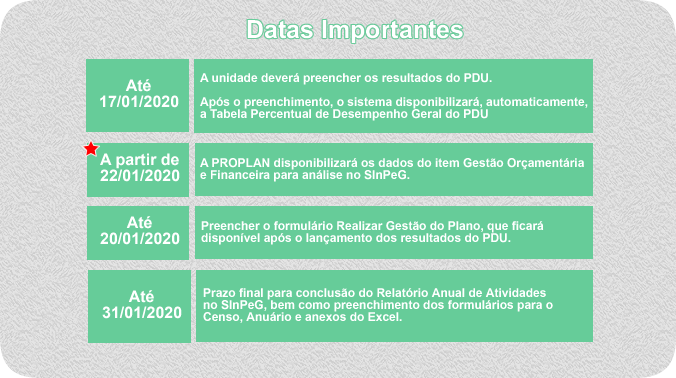 Datas Importantes
Até
17/01/2020
A unidade deverá preencher os resultados do PDU.
Após o preenchimento, o sistema disponibilizará, automaticamente,
a Tabela Percentual de Desempenho Geral do PDU
A partir de
22/01/2020
A PROPLAN disponibilizará os dados do item Gestão Orçamentária
e Financeira para análise no SInPeG.
Até
20/01/2020
Preencher o formulário Realizar Gestão do Plano, que ficará
disponível após o lançamento dos resultados do PDU.
Até
31/01/2020
Prazo final para conclusão do Relatório Anual de Atividades
no SInPeG, bem como preenchimento dos formulários para o
Censo, Anuário e anexos do Excel.